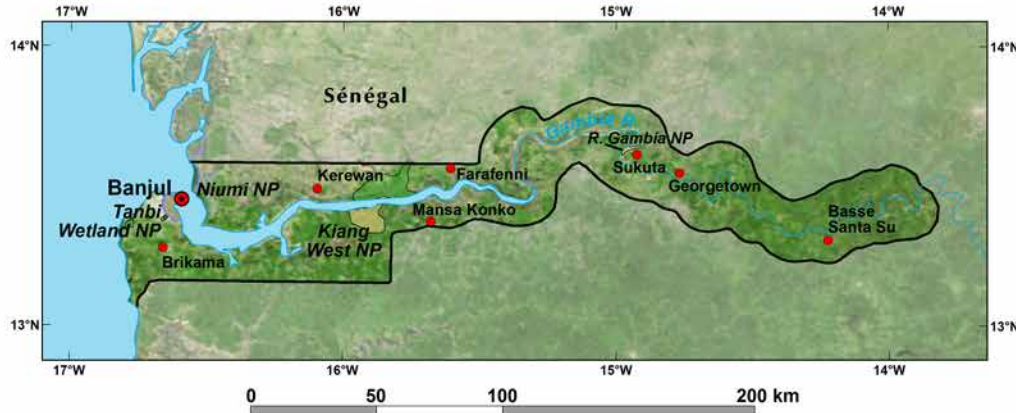 17°W
16°W
15°W
14°W
14°N
14°N
Sénégal
Gambia R.
R. Gambia NP
Sukuta
Georgetown
Kerewan
Farafenni
Banjul
Niumi NP
Tanbi
Wetland NP
Mansa Konko
Kiang
West NP
Basse
Santa Su
Brikama
13°N
13°N
17°W
16°W
15°W
14°W
0
50
100
200 km